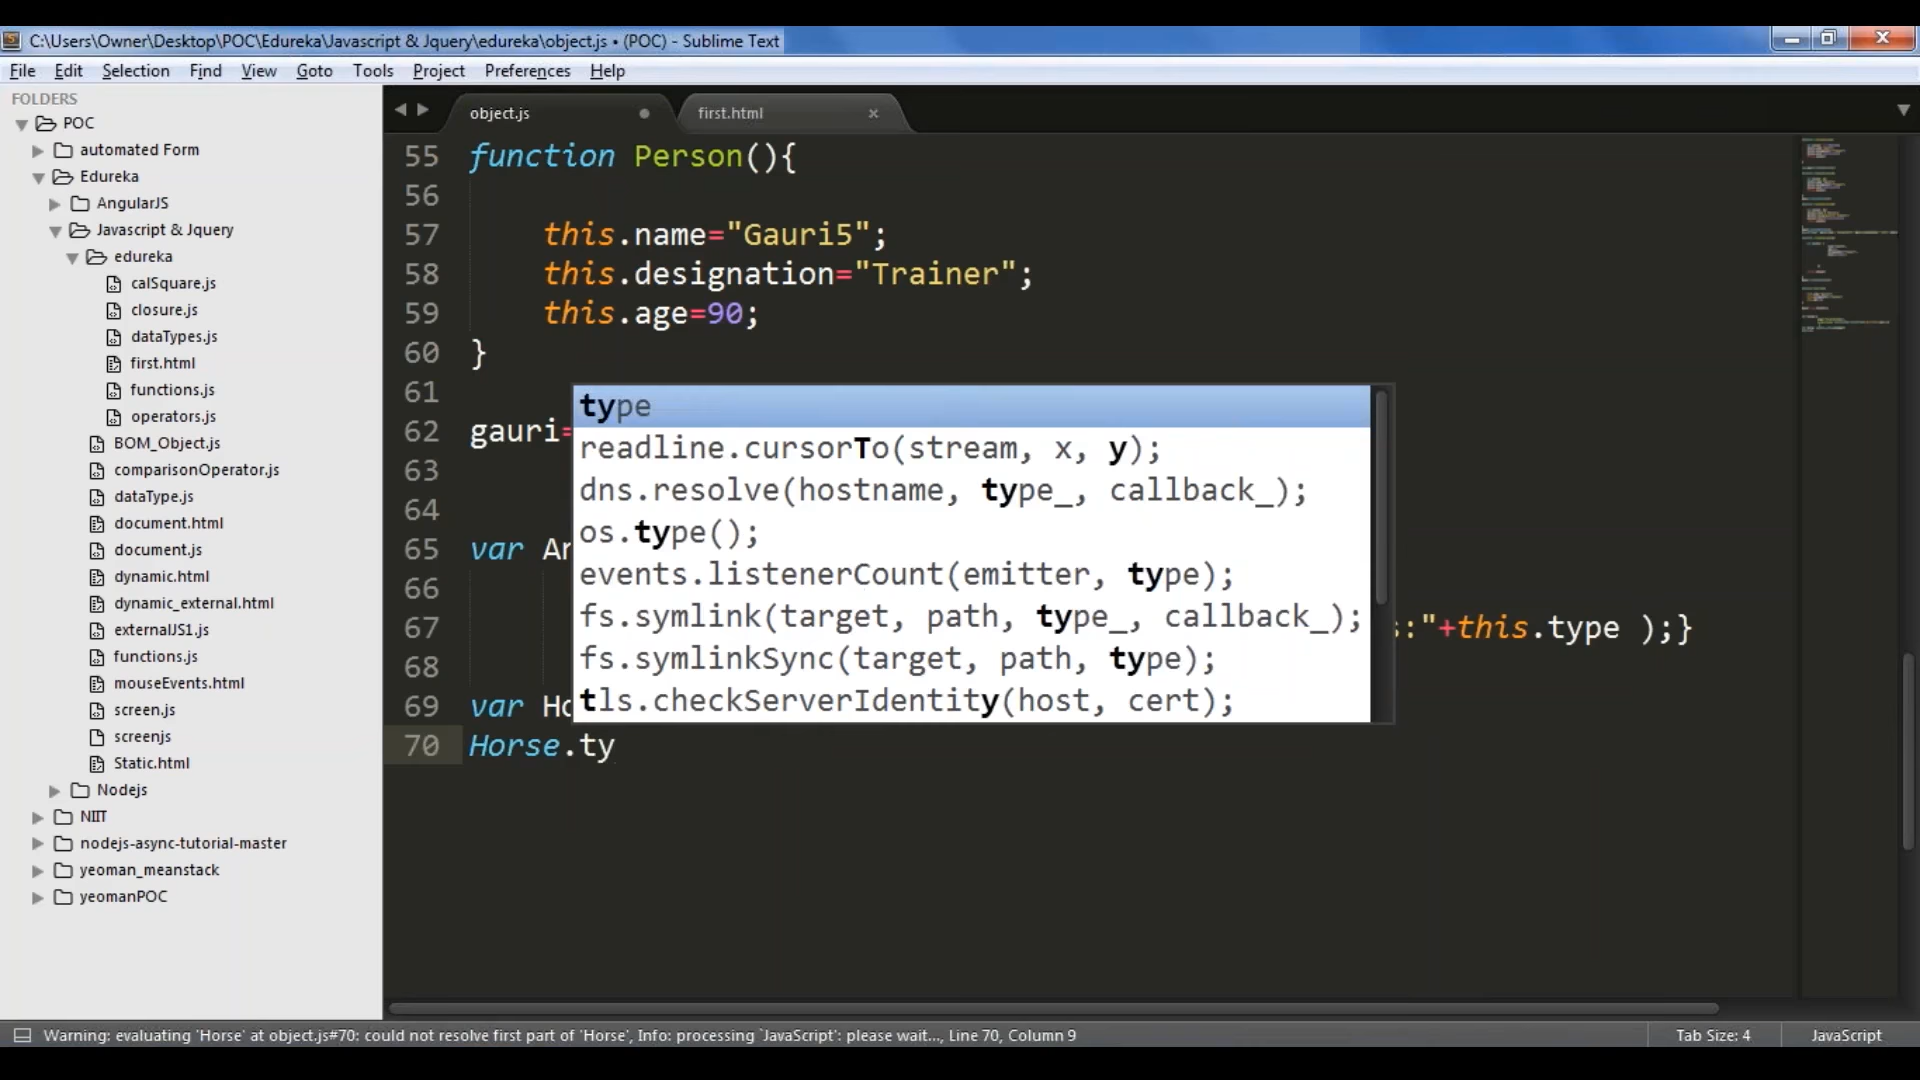 C:\Users\Owner\Desktop\POC\Edureka\Javascript & Jquery\edureka\object.js • (POC) - Sublime Text
File Edit Selection Find View Goto Tools Project Preferences Help
FOLDERS
POC
automated Form
Edureka
AngularJS
Javascript & Jquery
edureka
calSquare.js
closure.js
dataTypes.js
first.html
functions.js
operators.js
BOM_Object.js
comparisonOperator.js
dataType.js
document.html
document.js
dynamic.html
dynamic_external.html
externalJS1.js
functions.js
mouseEvents.html
screen.js
screenjs
Static.html
Nodejs
NIIT
nodejs-async-tutorial-master
yeoman_meanstack
yeomanPOC
object.js
first.html
55 function Person(){
56
57 this.name="Gauri5";
58 this.designation="Trainer";
59 this.age=90;
60 }
61
62 gauri=
63
64
65 var An
66
67 s:"+this.type );}
68
69 var Ho
70 Horse.ty
type
readline.cursorTo(stream, x, y);
dns.resolve(hostname, type_, callback_);
os.type();
events.listenerCount(emitter, type);
fs.symlink(target, path, type_, callback_);
fs.symlinkSync(target, path, type);
tls.checkServerIdentity(host, cert);
Warning: evaluating 'Horse' at object.js#70: could not resolve first part of 'Horse', Info: processing `JavaScript': please wait..., Line 70, Column 9
Tab Size: 4
JavaScript